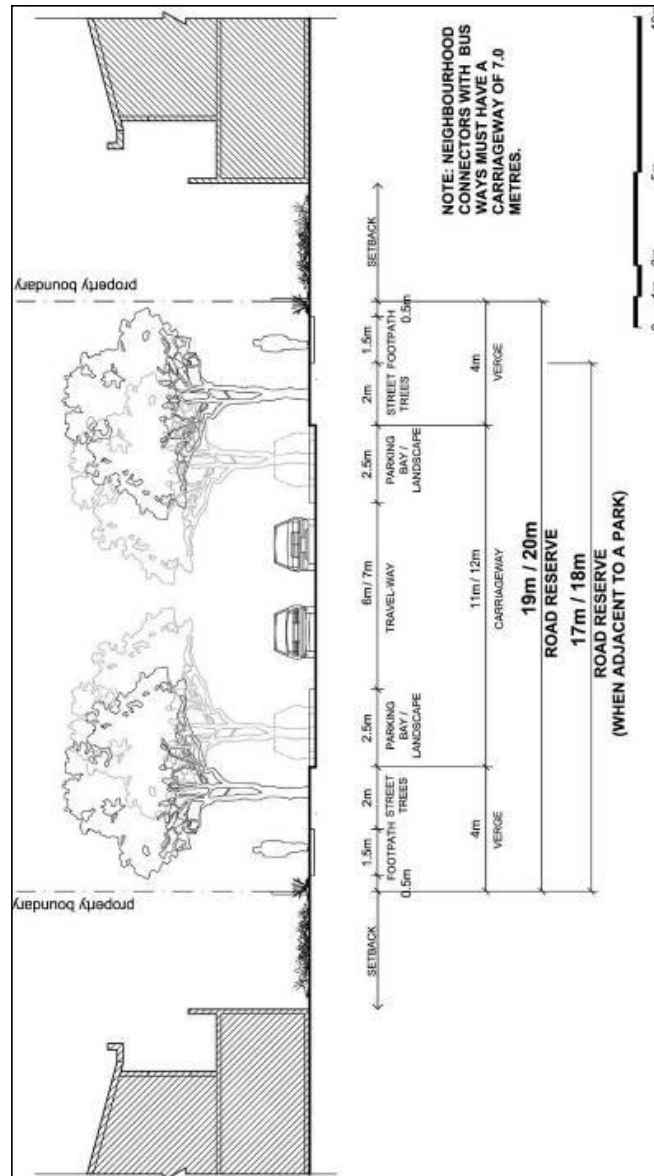 property boundary
property boundary
SETBACK
0.5m
1.5m
FOOTPATH
2m
STREET
TREES
2.5m
PARKING
BAY /
LANDSCAPE
6m/ 7m
TRAVEL-WAY
2.5m
PARKING
BAY /
LANDSCAPE
2m
STREET
TREES
1.5m
FOOTPATH
0.5m
SETBACK
4m
VERGE
11m/ 12m
CARRIAGEWAY
4m
VERGE
19m / 20m
ROAD RESERVE
17m / 18m
ROAD RESERVE
(WHEN ADJACENT TO A PARK)
NOTE: NEIGHBOURHOOD
CONNECTORS WITH BUS
WAYS MUST HAVE A
CARRIAGEWAY OF 7.0
METRES.